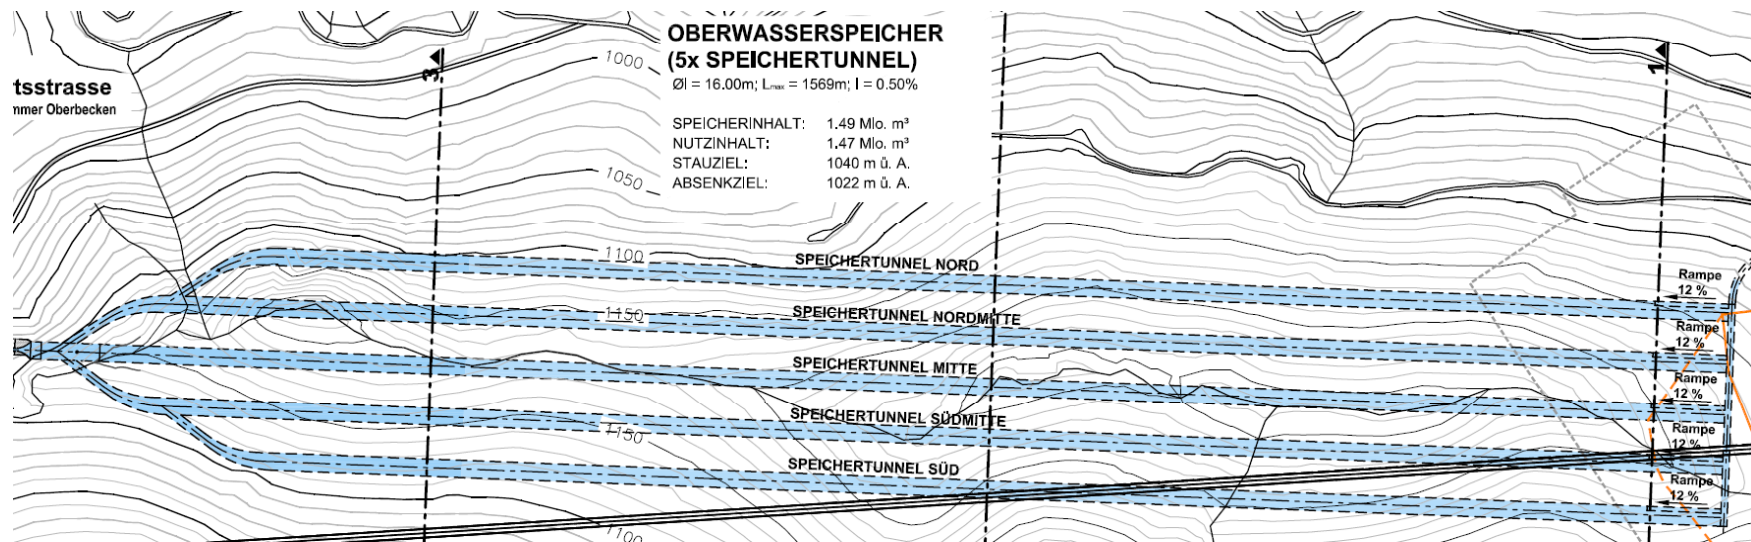 OBERWASSERSPEICHER
(5x SPEICHERTUNNEL)
ØI = 16.00m; Lmax = 1569m; I = 0.50%
SPEICHERINHALT: 1.49 Mio. m³
NUTZINHALT: 1.47 Mio. m³
STAUZIEL: 1040 m ü. A.
ABSENKZIEL: 1022 m ü. A.
tsstrasse
mmer Oberbecken
3
1
1000
1050
1100
1150
1150
1100
SPEICHERTUNNEL NORD
SPEICHERTUNNEL NORDMITTE
SPEICHERTUNNEL MITTE
SPEICHERTUNNEL SÜDMITTE
SPEICHERTUNNEL SÜD
Rampe
12 %
Rampe
12 %
Rampe
12 %
Rampe
12 %
Rampe
12 %